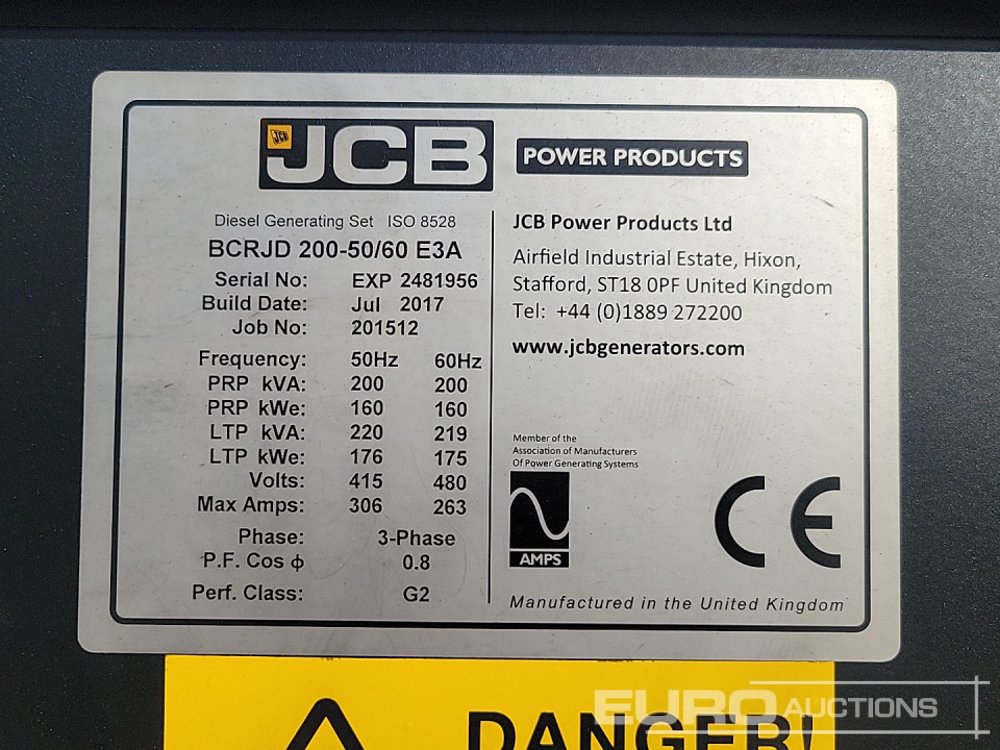 JCB
JCB POWER PRODUCTS
Diesel Generating Set ISO 8528
BCRJD 200-50/60 E3A
Serial No: EXP 2481956
Build Date: Jul 2017
Job No: 201512
Frequency: 50Hz 60Hz
PRP kVA: 200 200
PRP kWe: 160 160
LTP kVA: 220 219
LTP kWe: 176 175
Volts: 415 480
Max Amps: 306 263
Phase: 3-Phase
P.F. Cos ϕ 0.8
Perf. Class: G2
JCB Power Products Ltd
Airfield Industrial Estate, Hixon,
Stafford, ST18 0PF United Kingdom
Tel: +44 (0)1889 272200
www.jcbgenerators.com
Member of the
Association of Manufacturers
Of Power Generating Systems
AMPS
CE
Manufactured in the United Kingdom
DANGER!
EURO AUCTIONS